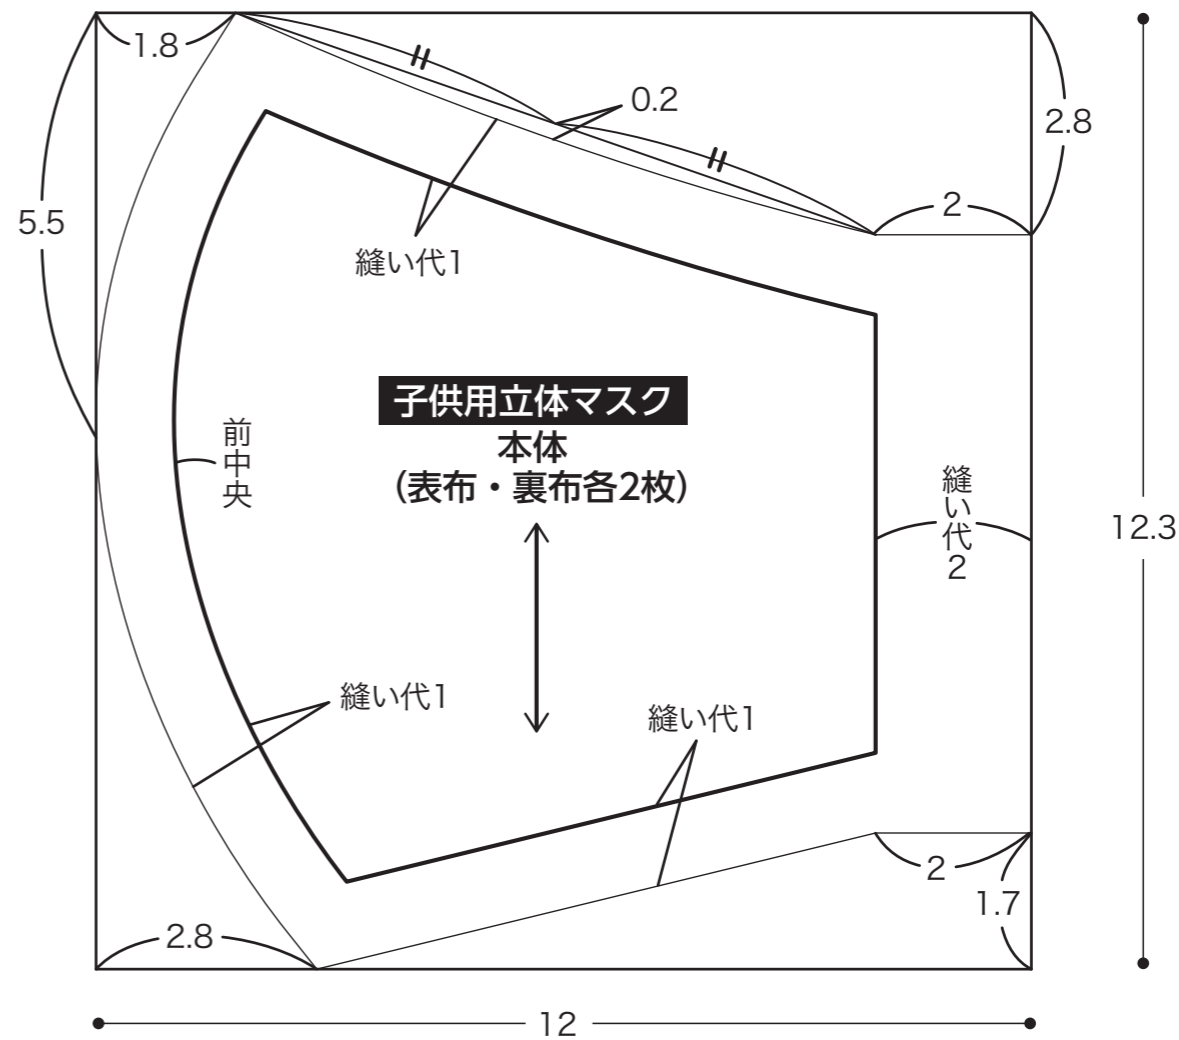 1.8
0.2
2.8
5.5
2
縫い代1
子供用立体マスク
本体
（表布・裏布各2枚）
前中央
縫い代2
12.3
縫い代1
縫い代1
2
1.7
2.8
12